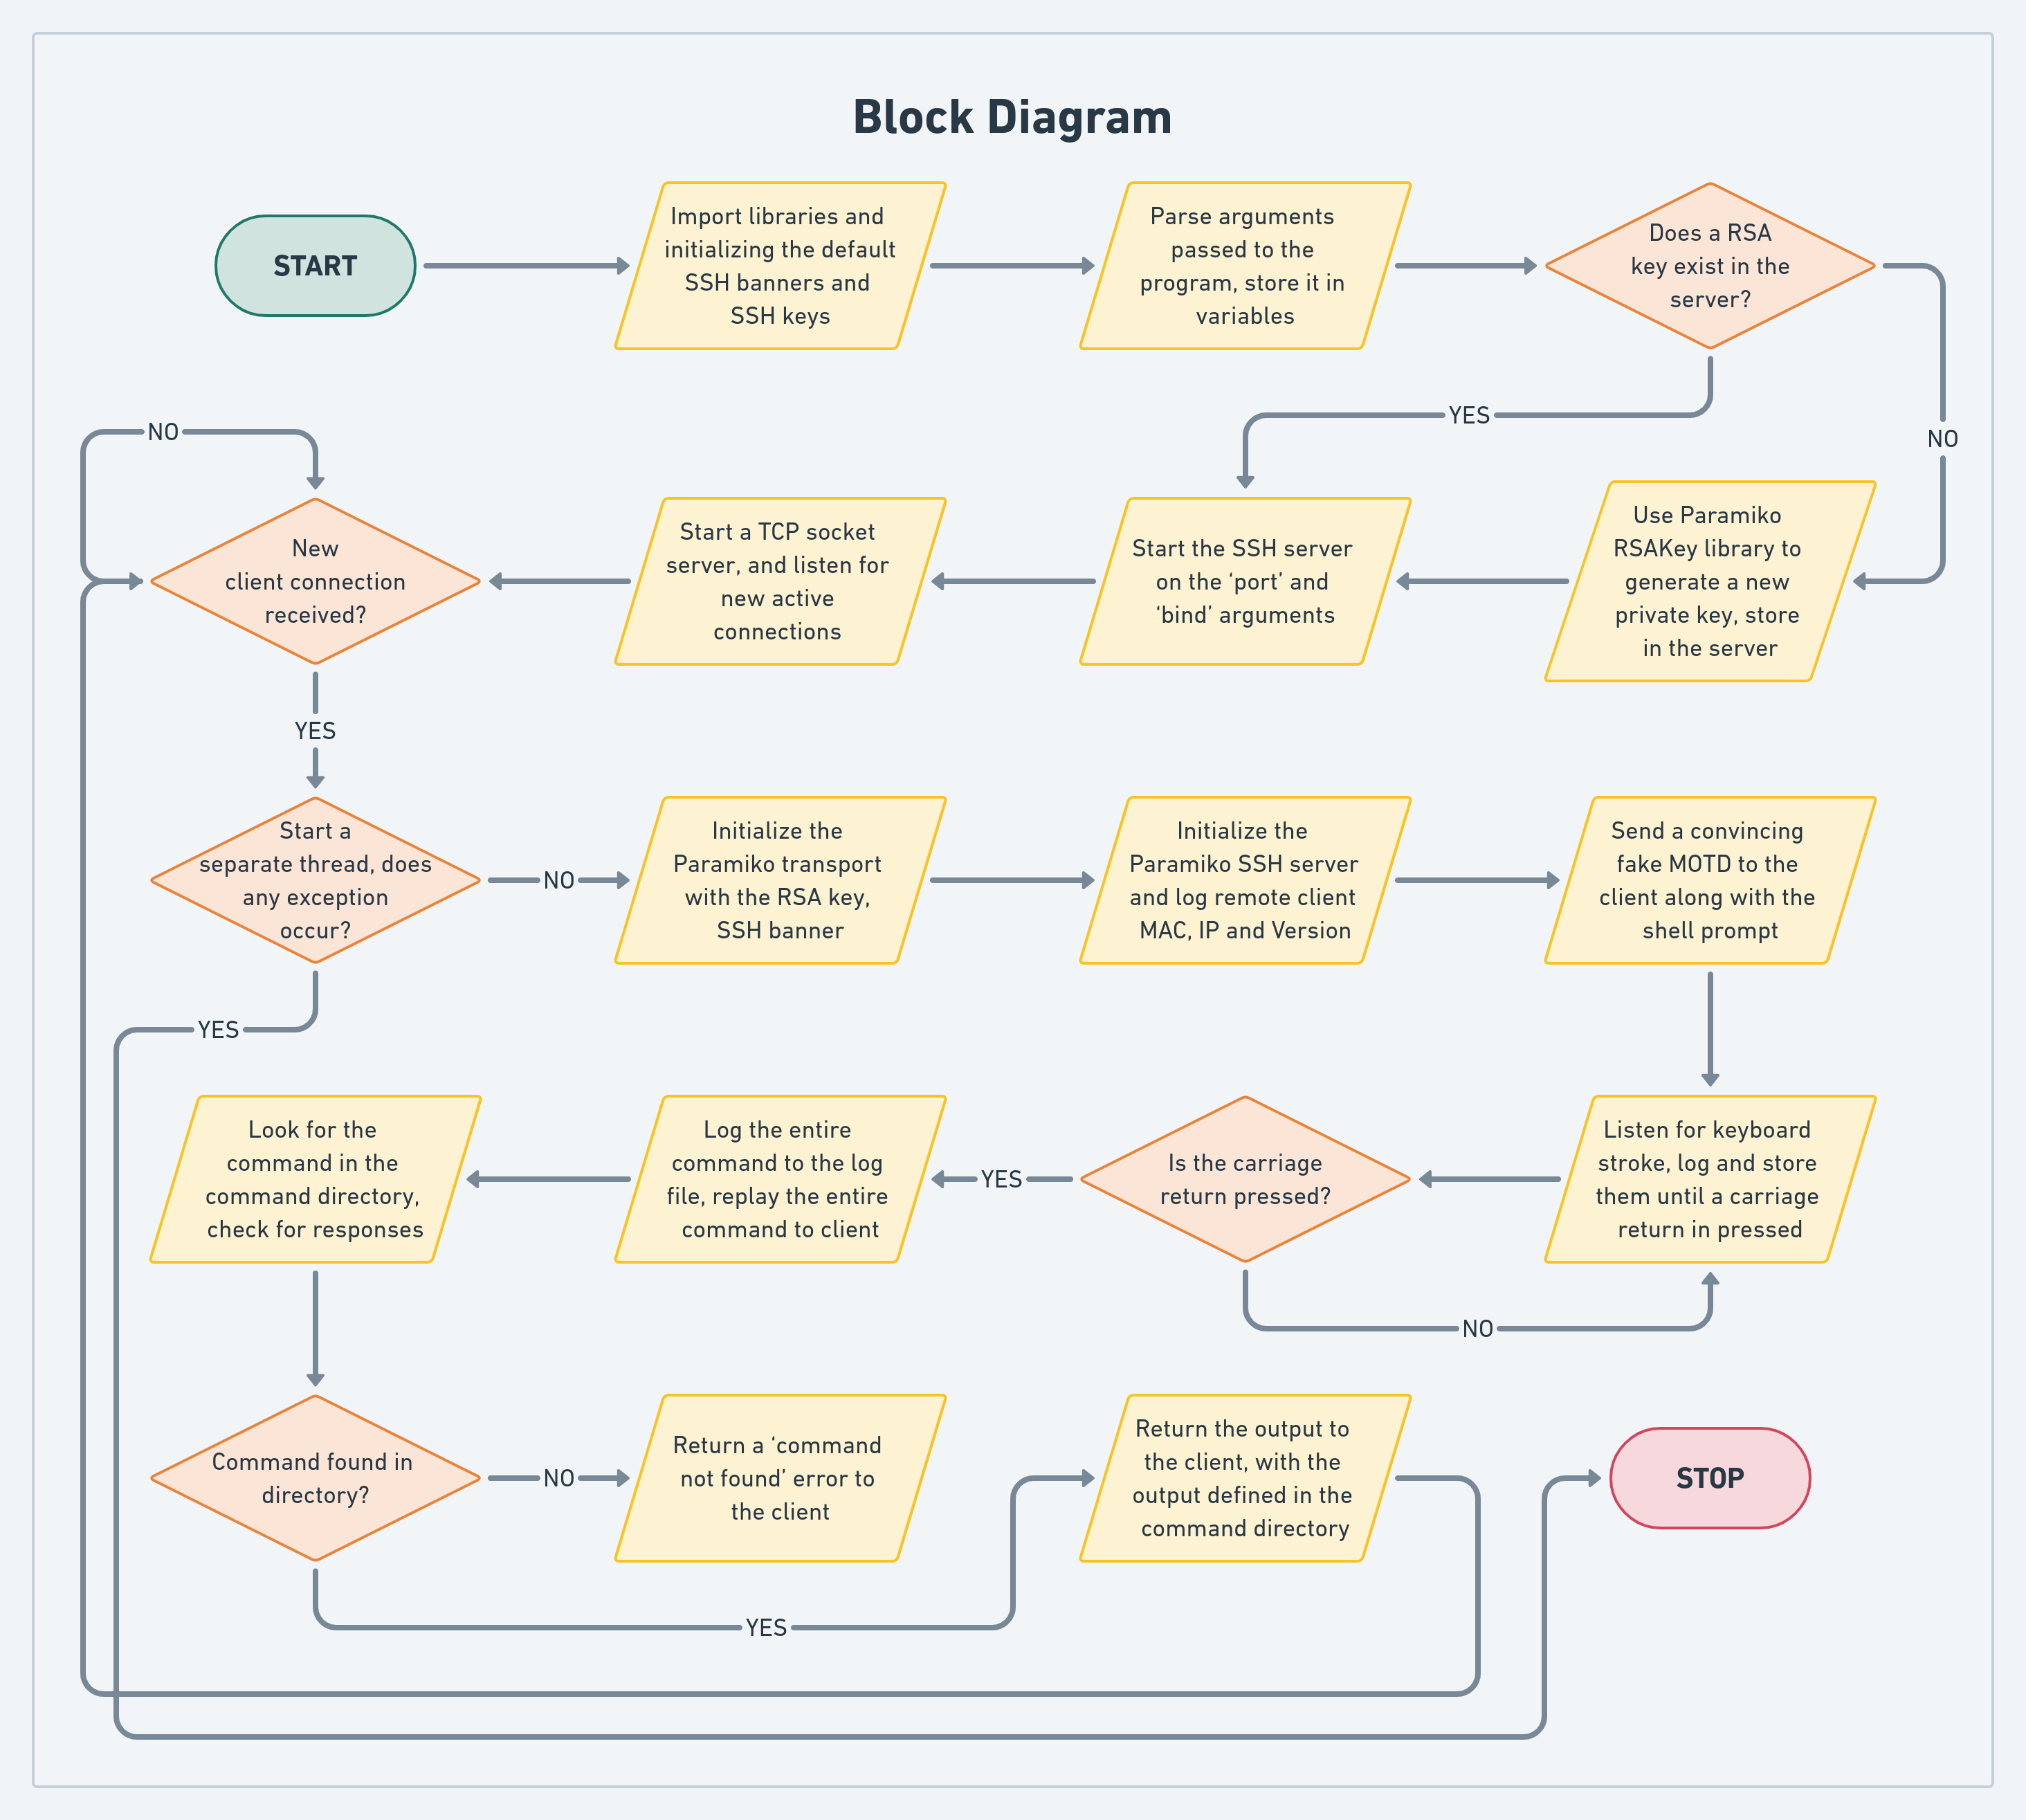 Block Diagram
START
Import libraries and
initializing the default
SSH banners and
SSH keys
Parse arguments
passed to the
program, store it in
variables
Does a RSA
key exist in the
server?
YES
NO
NO
New
client connection
received?
Start a TCP socket
server, and listen for
new active
connections
Start the SSH server
on the ‘port’ and
‘bind’ arguments
Use Paramiko
RSAKey library to
generate a new
private key, store
in the server
YES
Start a
separate thread, does
any exception
occur?
NO
Initialize the
Paramiko transport
with the RSA key,
SSH banner
Initialize the
Paramiko SSH server
and log remote client
MAC, IP and Version
Send a convincing
fake MOTD to the
client along with the
shell prompt
YES
Look for the
command in the
command directory,
check for responses
Log the entire
command to the log
file, replay the entire
command to client
YES
Is the carriage
return pressed?
Listen for keyboard
stroke, log and store
them until a carriage
return in pressed
NO
Command found in
directory?
NO
Return a ‘command
not found’ error to
the client
Return the output to
the client, with the
output defined in the
command directory
STOP
YES